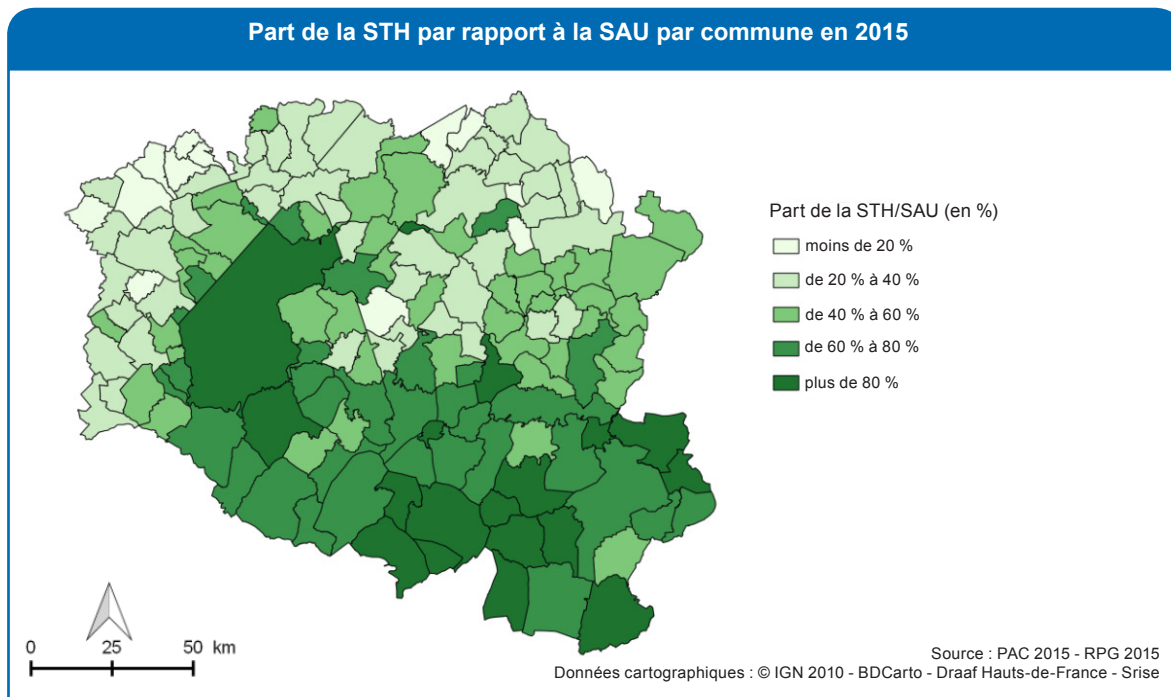 Part de la STH par rapport à la SAU par commune en 2015
Part de la STH/SAU (en %)
moins de 20 %
de 20 % à 40 %
de 40 % à 60 %
de 60 % à 80 %
plus de 80 %
0 25 50 km
Source : PAC 2015 - RPG 2015
Données cartographiques : © IGN 2010 - BDCarto - Draaf Hauts-de-France - Srise